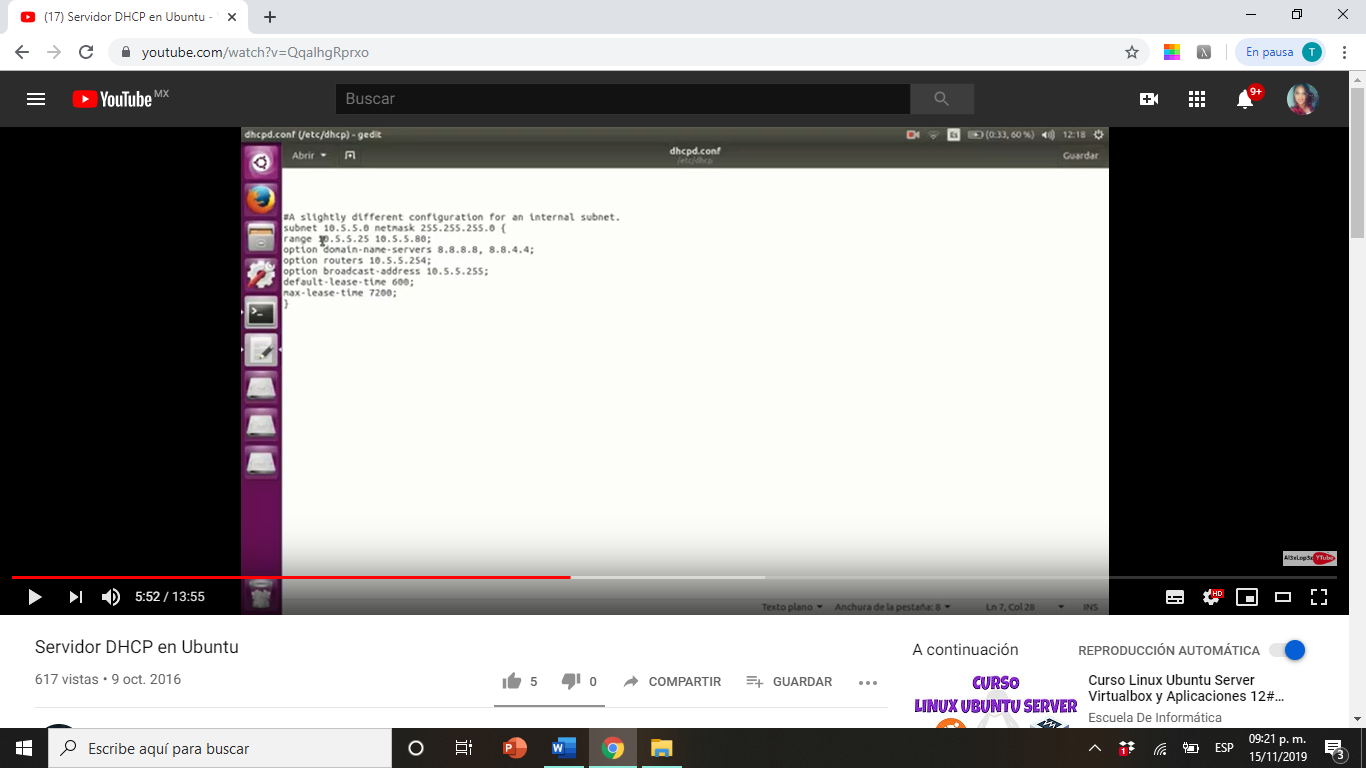 (17) Servidor DHCP en Ubuntu -
youtube.com/watch?v=QqaIhgRprxo
En pausa
T
YouTube MX
Buscar
9+
dhcpd.conf (/etc/dhcp) - gedit
Es
(0:33, 60 %)
12:18
Abrir
dhcpd.conf
/etc/dhcp
Guardar
#A slightly different configuration for an internal subnet.
subnet 10.5.5.0 netmask 255.255.255.0 {
range 10.5.5.25 10.5.5.80;
option domain-name-servers 8.8.8.8, 8.8.4.4;
option routers 10.5.5.254;
option broadcast-address 10.5.5.255;
default-lease-time 600;
max-lease-time 7200;
}
YTube
Texto plano
Anchura de la pestaña: 8
Ln 7, Col 28
INS
5:52 / 13:55
HD
Servidor DHCP en Ubuntu
617 vistas • 9 oct. 2016
5
0
COMPARTIR
GUARDAR
A continuación
REPRODUCCIÓN AUTOMÁTICA
CURSO
LINUX UBUNTU SERVER
Curso Linux Ubuntu Server
Virtualbox y Aplicaciones 12#...
Escuela De Informática
Escribe aquí para buscar
1
ESP
09:21 p. m.
15/11/2019
3